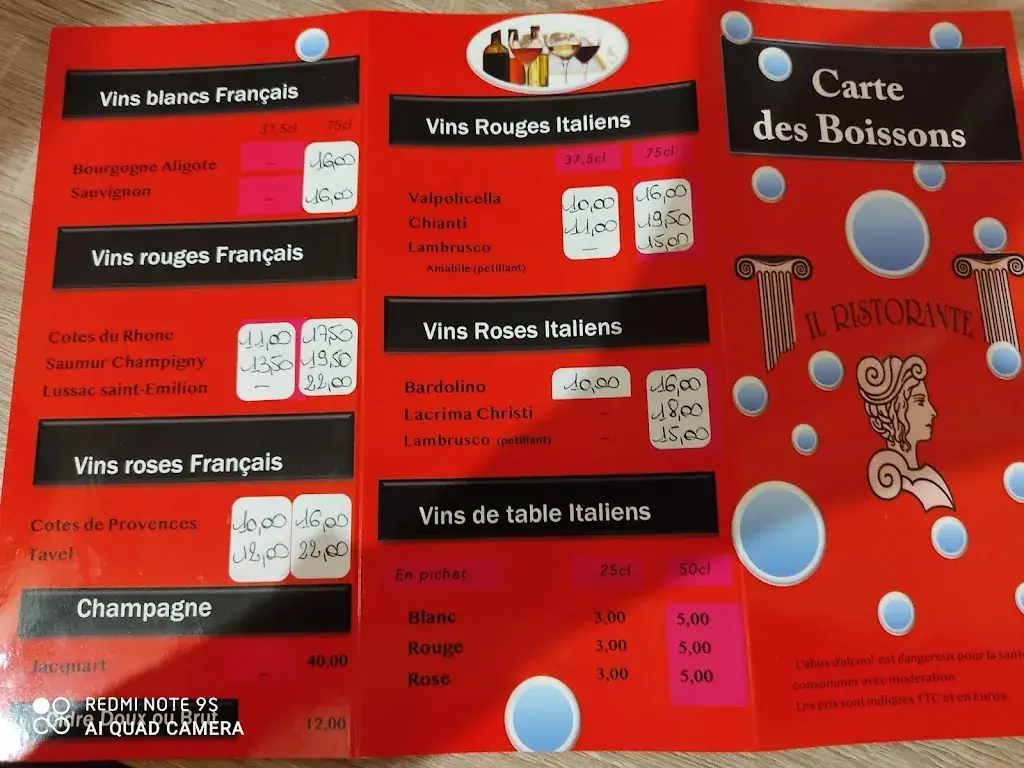 Vins blancs Français
37,5cl 75cl
Bourgogne Aligote - 16,00
Sauvignon - 16,00
Vins rouges Français
Cotes du Rhone 11,00 17,50
Saumur Champigny 13,50 19,50
Lussac saint-Emilion - 22,00
Vins roses Français
Cotes de Provences 10,00 16,00
Tavel 12,00 22,00
Champagne
Jacquart - 40,00
Cidre Doux ou Brut 12,00
REDMI NOTE 9S
AI QUAD CAMERA
Vins Rouges Italiens
37,5cl 75cl
Valpolicella 10,00 16,00
Chianti 11,00 19,50
Lambrusco - 15,00
Amabile (petillant)
Vins Roses Italiens
Bardolino 10,00 16,00
Lacrima Christi - 18,00
Lambrusco (petillant) - 15,00
Vins de table Italiens
En pichet 25cl 50cl
Blanc 3,00 5,00
Rouge 3,00 5,00
Rose 3,00 5,00
Carte
des Boissons
IL RISTORANTE
L'abus d'alcool est dangereux pour la sante
consommer avec moderation
Les prix sont indiques TTC et en Euros